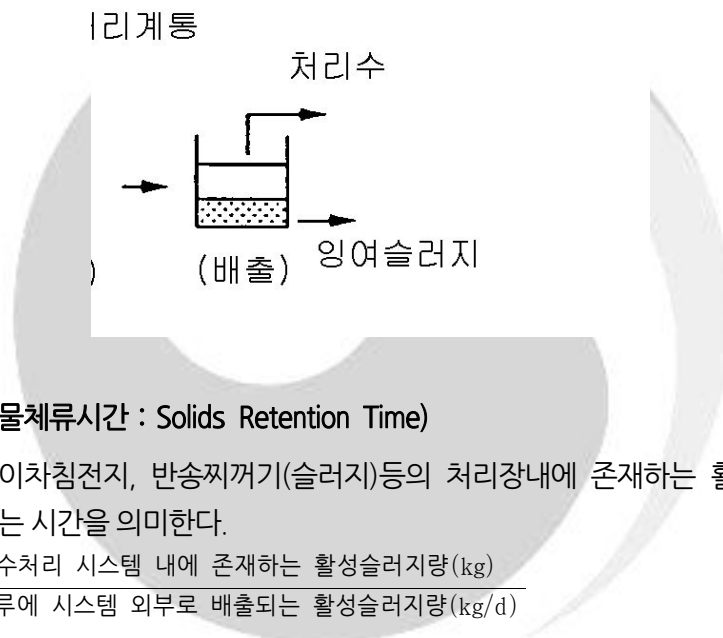 리계통
처리수
잉여슬러지
(배출)
)
물체류시간 : Solids Retention Time)
이차침전지, 반송찌꺼기(슬러지)등의 처리장내에 존재하는
는 시간을 의미한다.
수처리 시스템 내에 존재하는 활성슬러지량(kg)
루에 시스템 외부로 배출되는 활성슬러지량(kg/d)